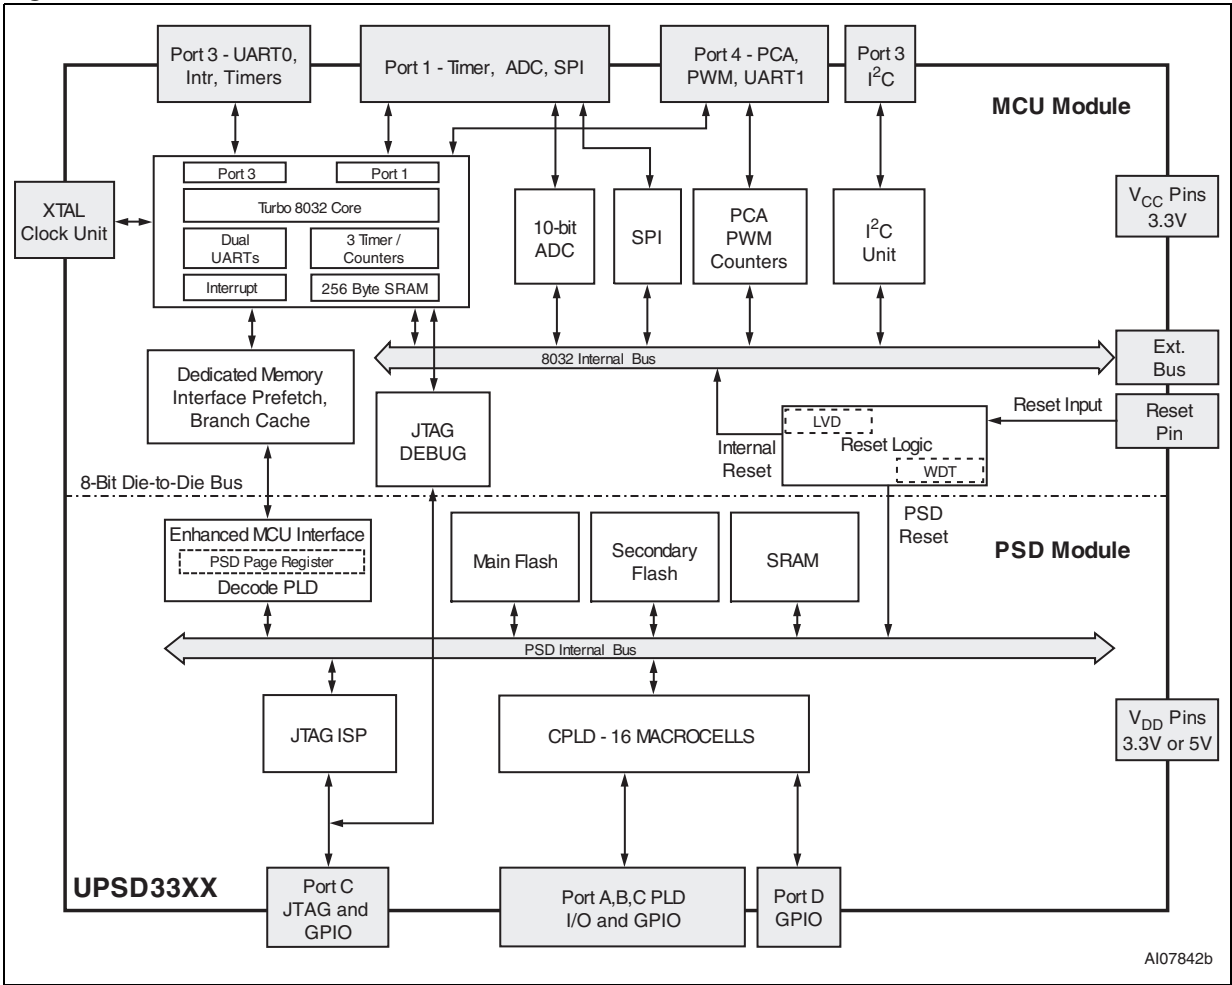 Port 3 - UART0,
Intr, Timers
Port 1 - Timer, ADC, SPI
Port 4 - PCA,
PWM, UART1
Port 3
I2C
MCU Module
XTAL
Clock Unit
Port 3
Port 1
Turbo 8032 Core
Dual
UARTs
3 Timer /
Counters
Interrupt
256 Byte SRAM
10-bit
ADC
SPI
PCA
PWM
Counters
I2C
Unit
VCC Pins
3.3V
8032 Internal Bus
Ext.
Bus
Dedicated Memory
Interface Prefetch,
Branch Cache
JTAG
DEBUG
Internal
Reset
LVD
Reset Logic
WDT
Reset Input
Reset
Pin
8-Bit Die-to-Die Bus
PSD
Reset
PSD Module
Enhanced MCU Interface
PSD Page Register
Decode PLD
Main Flash
Secondary
Flash
SRAM
PSD Internal Bus
JTAG ISP
CPLD - 16 MACROCELLS
VDD Pins
3.3V or 5V
UPSD33XX
Port C
JTAG and
GPIO
Port A,B,C PLD
I/O and GPIO
Port D
GPIO
AI07842b